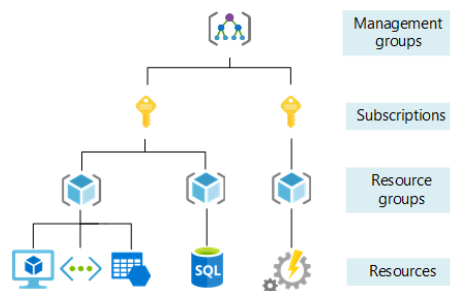 Management
groups
Subscriptions
Resource
groups
SQL
Resources